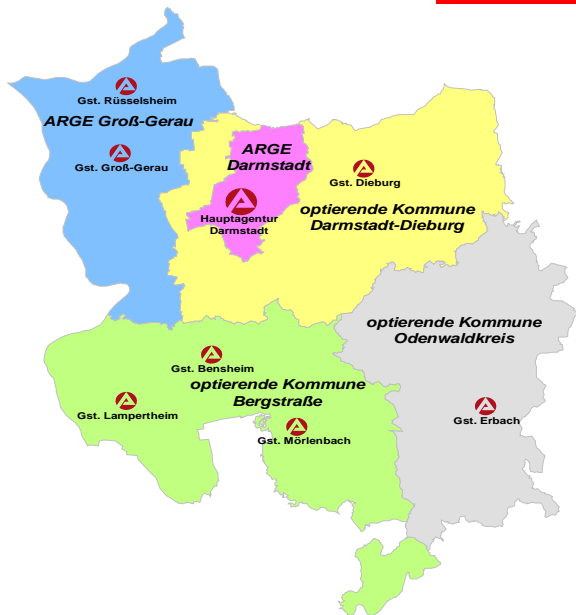 Gst. Rüsselsheim
ARGE Groß-Gerau
Gst. Groß-Gerau
ARGE
Darmstadt
Gst. Dieburg
Hauptagentur
Darmstadt
optierende Kommune
Darmstadt-Dieburg
optierende Kommune
Odenwaldkreis
Gst. Bensheim
optierende Kommune
Bergstraße
Gst. Lampertheim
Gst. Mörlenbach
Gst. Erbach